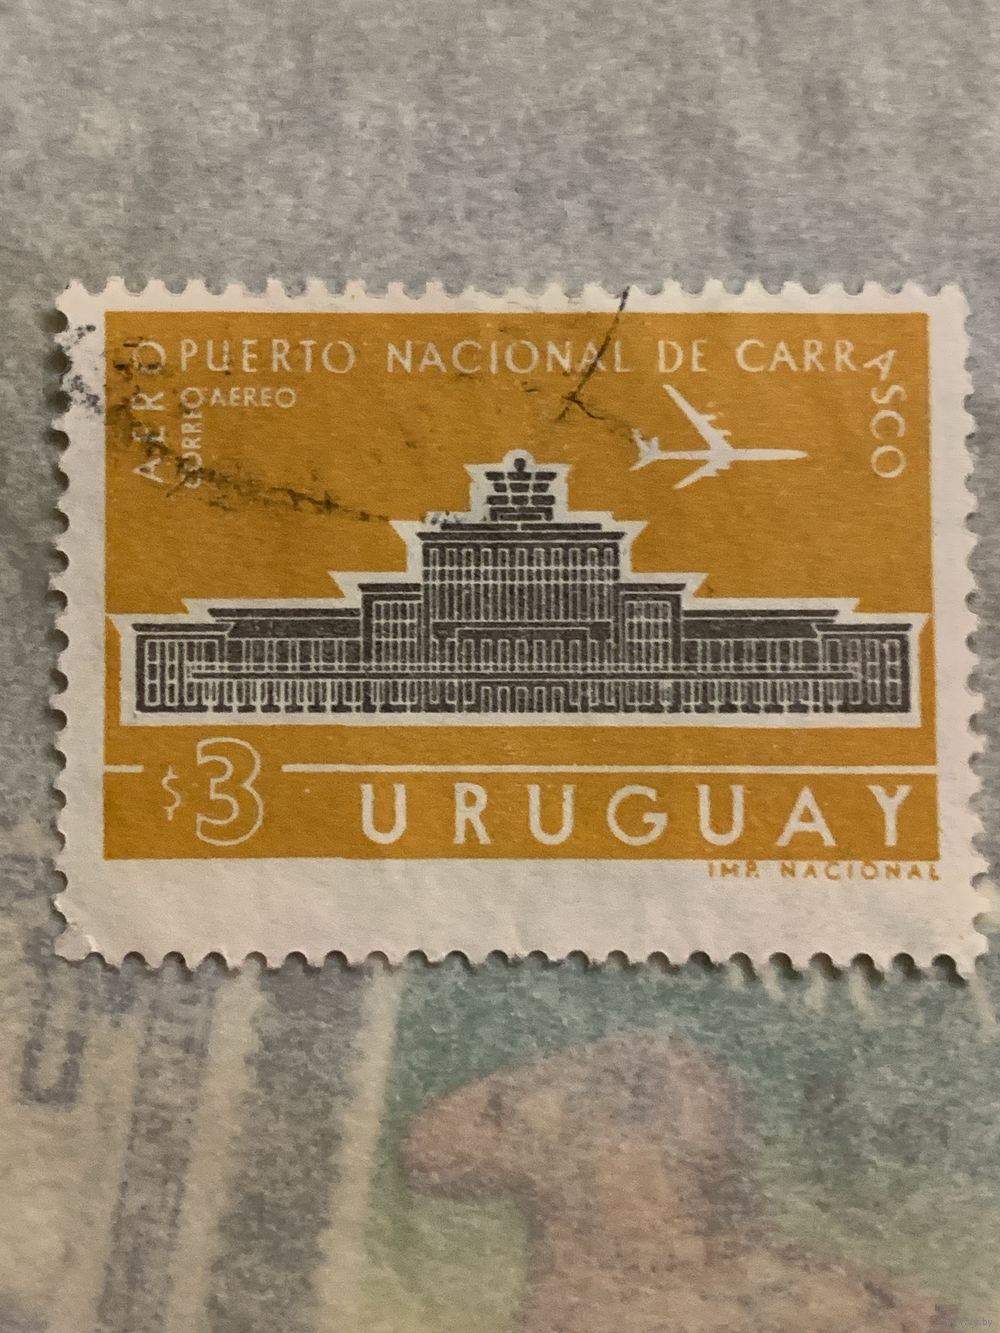 AEROPUERTO NACIONAL DE CARRASCO
CORREO AEREO
$3
URUGUAY
IMP. NACIONAL